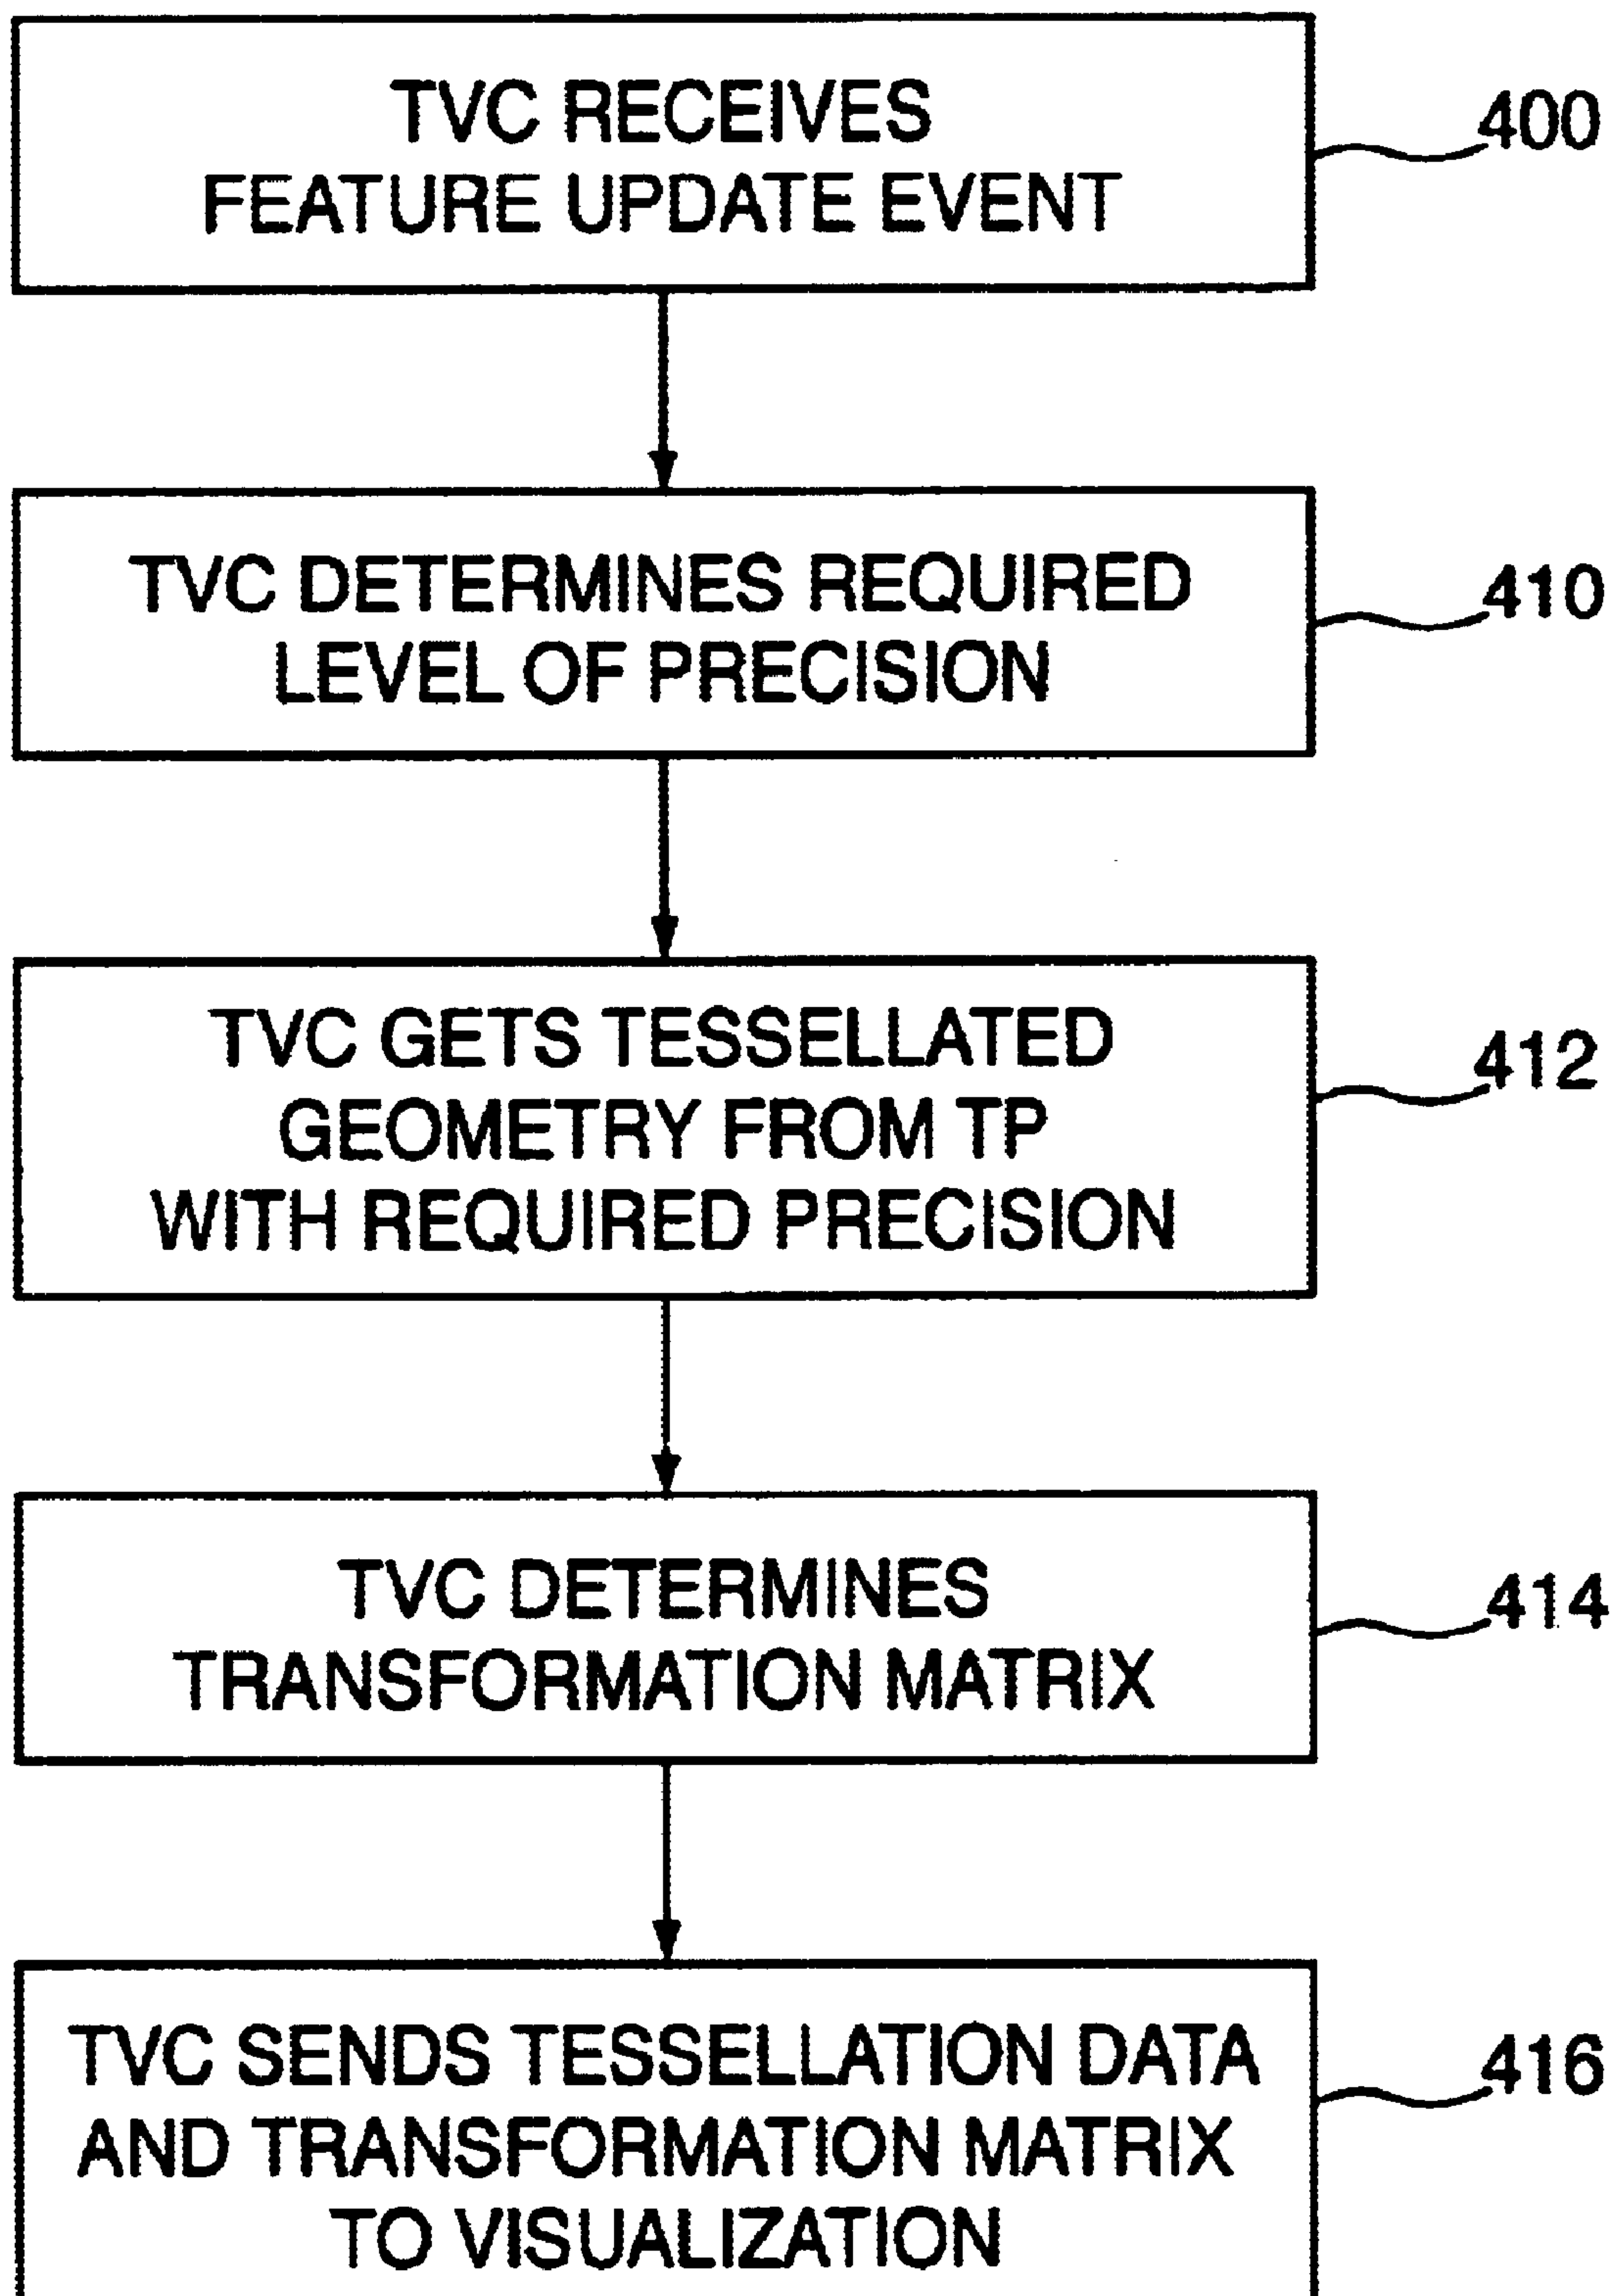 TVC RECEIVES
FEATURE UPDATE EVENT
400
TVC DETERMINES REQUIRED
LEVEL OF PRECISION
410
TVC GETS TESSELLATED
GEOMETRY FROM TP
WITH REQUIRED PRECISION
412
TVC DETERMINES
TRANSFORMATION MATRIX
414
TVC SENDS TESSELLATION DATA
AND TRANSFORMATION MATRIX
TO VISUALIZATION
416